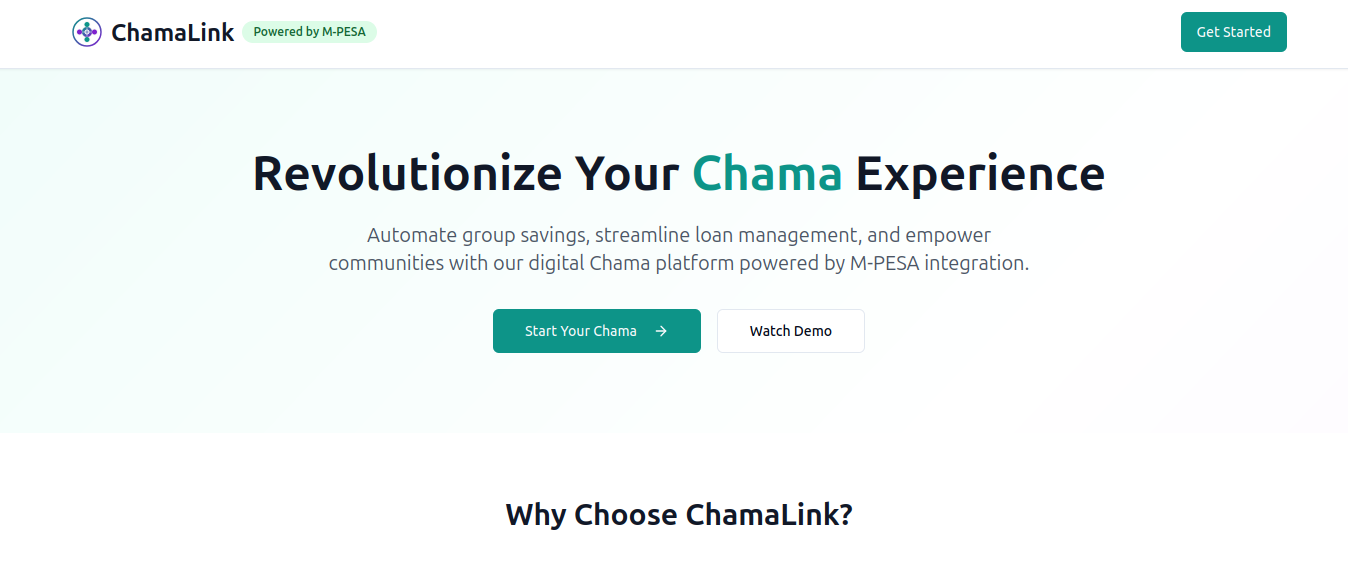 ChamaLink
Powered by M-PESA
Get Started
Revolutionize Your Chama Experience
Automate group savings, streamline loan management, and empower
communities with our digital Chama platform powered by M-PESA integration.
Start Your Chama →
Watch Demo
Why Choose ChamaLink?